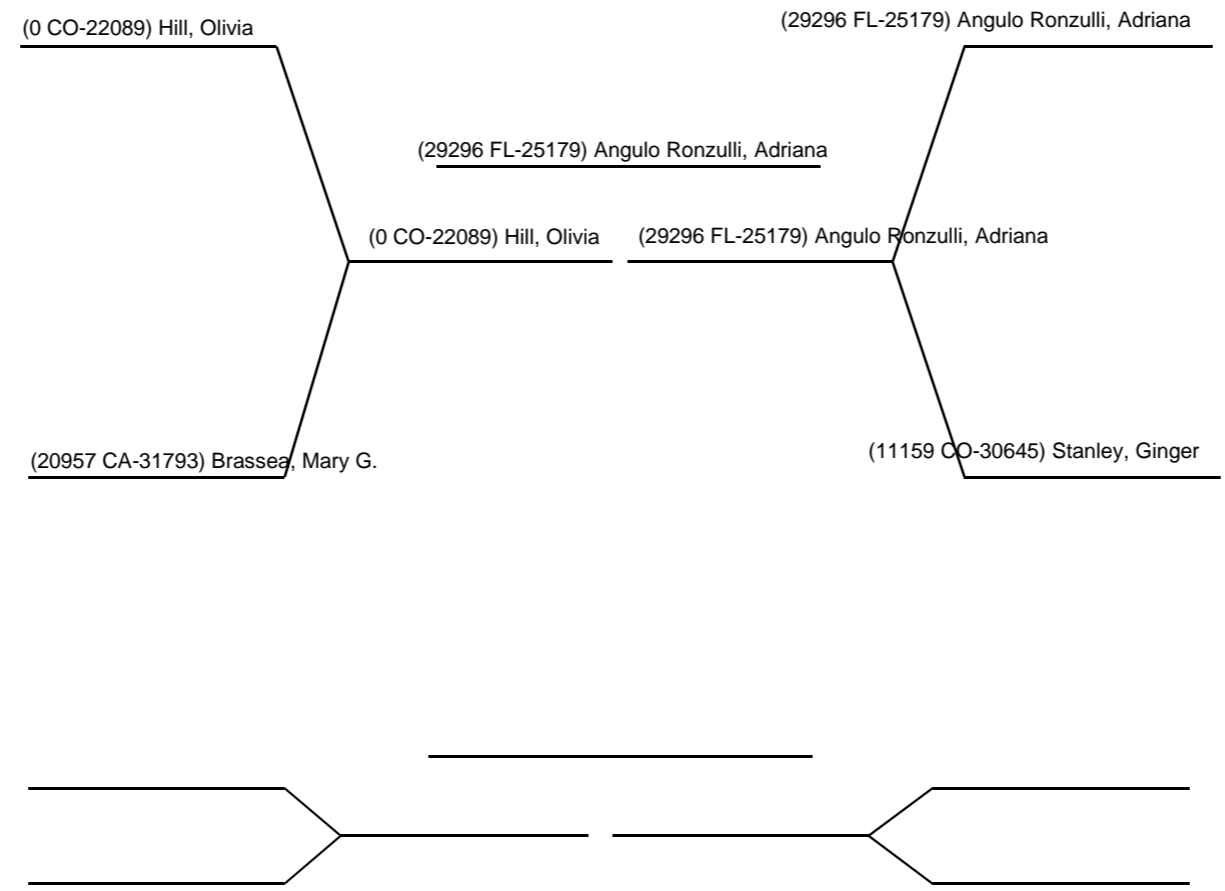 (0 CO-22089) Hill, Olivia
(29296 FL-25179) Angulo Ronzulli, Adriana
(29296 FL-25179) Angulo Ronzulli, Adriana
(0 CO-22089) Hill, Olivia
(29296 FL-25179) Angulo Ronzulli, Adriana
(20957 CA-31793) Brassea, Mary G.
(11159 CO-30645) Stanley, Ginger